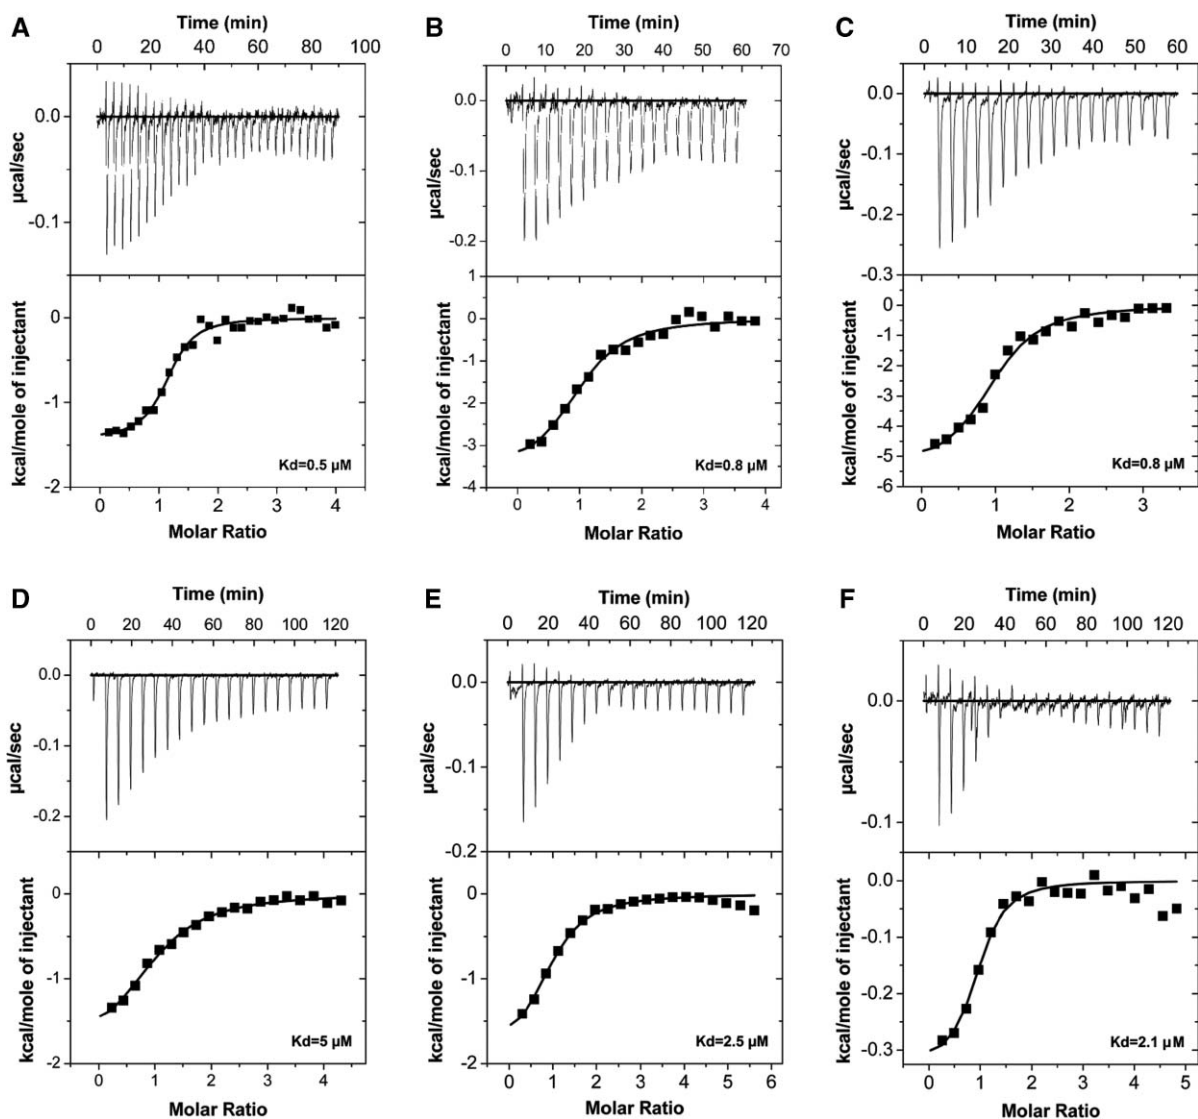 A
Time (min)
0 20 40 60 80 100
0.0
-0.1
µcal/sec
0
-1
-2
kcal/mole of injectant
Kd=0.5 µM
0 1 2 3 4
Molar Ratio
B
Time (min)
0 10 20 30 40 50 60 70
0.0
-0.1
-0.2
µcal/sec
1
0
-1
-2
-3
-4
kcal/mole of injectant
Kd=0.8 µM
0 1 2 3 4
Molar Ratio
C
Time (min)
0 10 20 30 40 50 60
0.0
-0.1
-0.2
-0.3
µcal/sec
0
-1
-2
-3
-4
-5
-6
kcal/mole of injectant
Kd=0.8 µM
0 1 2 3
Molar Ratio
D
Time (min)
0 20 40 60 80 100 120
0.0
-0.1
-0.2
µcal/sec
0
-1
-2
kcal/mole of injectant
Kd=5 µM
0 1 2 3 4
Molar Ratio
E
Time (min)
0 20 40 60 80 100 120
0.0
-0.1
-0.2
µcal/sec
0
-1
-2
kcal/mole of injectant
Kd=2.5 µM
0 1 2 3 4 5 6
Molar Ratio
F
Time (min)
0 20 40 60 80 100 120
0.0
-0.1
µcal/sec
0.0
-0.1
-0.2
-0.3
kcal/mole of injectant
Kd=2.1 µM
0 1 2 3 4 5
Molar Ratio